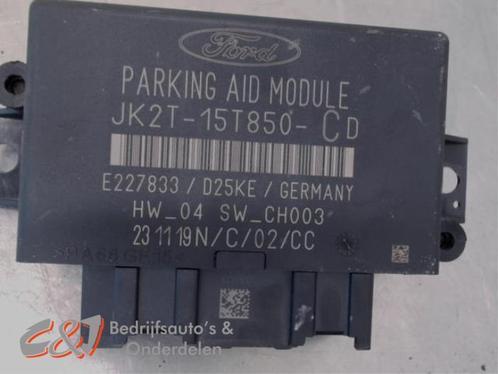 Ford
PARKING AID MODULE
JK2T-15T850-CD
E227833 / D25KE / GERMANY
HW_04 SW_CH003
231119N/C/02/CC
C&J
Bedrijfsauto's &
Onderdelen